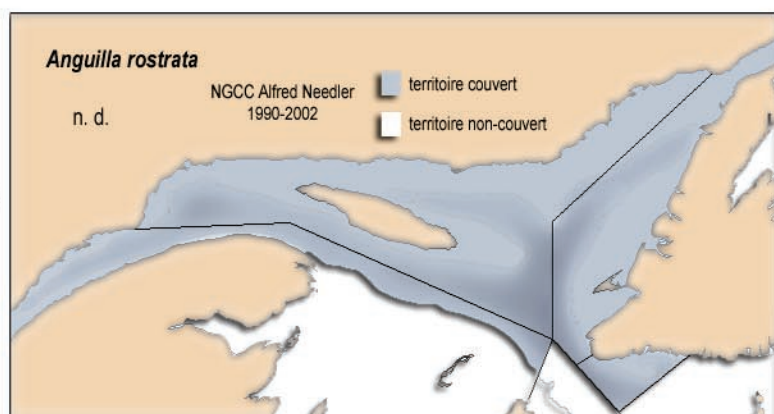 Anguilla rostrata
n. d.
NGCC Alfred Needler
1990-2002
territoire couvert
territoire non-couvert